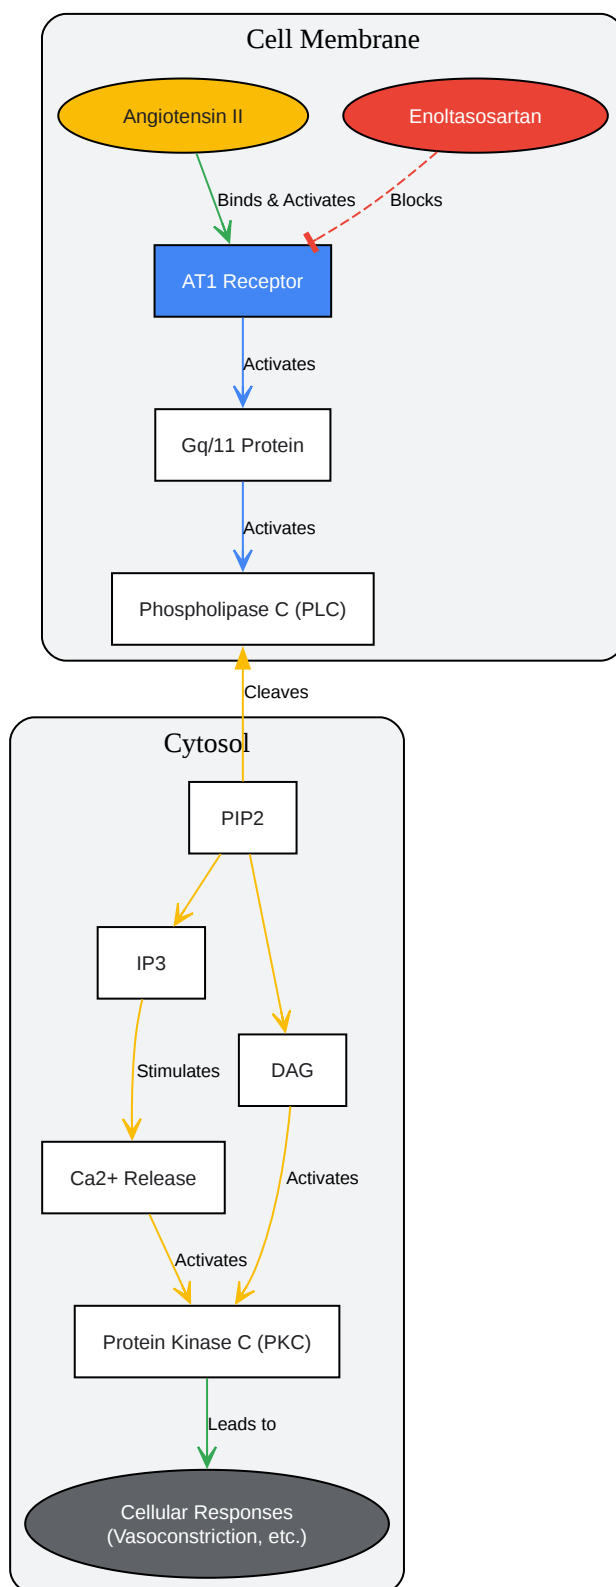 Cell Membrane
Angiotensin II
Enoltasosartan
Binds & Activates
Blocks
AT1 Receptor
Activates
Gq/11 Protein
Activates
Phospholipase C (PLC)
Cleaves
Cytosol
PIP2
IP3
DAG
Stimulates
Ca2+ Release
Activates
Activates
Protein Kinase C (PKC)
Leads to
Cellular Responses
(Vasoconstriction, etc.)